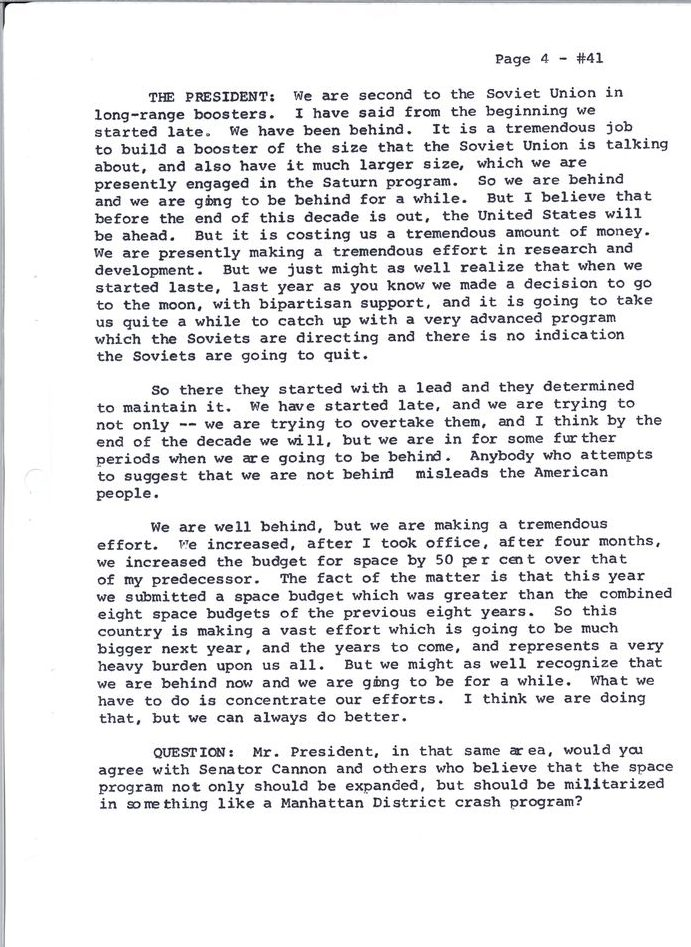 Page 4 - #41
THE PRESIDENT: We are second to the Soviet Union in
long-range boosters. I have said from the beginning we
started late. We have been behind. It is a tremendous job
to build a booster of the size that the Soviet Union is talking
about, and also have it much larger size, which we are
presently engaged in the Saturn program. So we are behind
and we are going to be behind for a while. But I believe that
before the end of this decade is out, the United States will
be ahead. But it is costing us a tremendous amount of money.
We are presently making a tremendous effort in research and
development. But we just might as well realize that when we
started laste, last year as you know we made a decision to go
to the moon, with bipartisan support, and it is going to take
us quite a while to catch up with a very advanced program
which the Soviets are directing and there is no indication
the Soviets are going to quit.
So there they started with a lead and they determined
to maintain it. We have started late, and we are trying to
not only -- we are trying to overtake them, and I think by the
end of the decade we will, but we are in for some further
periods when we are going to be behind. Anybody who attempts
to suggest that we are not behind misleads the American
people.
We are well behind, but we are making a tremendous
effort. We increased, after I took office, after four months,
we increased the budget for space by 50 per cent over that
of my predecessor. The fact of the matter is that this year
we submitted a space budget which was greater than the combined
eight space budgets of the previous eight years. So this
country is making a vast effort which is going to be much
bigger next year, and the years to come, and represents a very
heavy burden upon us all. But we might as well recognize that
we are behind now and we are going to be for a while. What we
have to do is concentrate our efforts. I think we are doing
that, but we can always do better.
QUESTION: Mr. President, in that same area, would you
agree with Senator Cannon and others who believe that the space
program not only should be expanded, but should be militarized
in something like a Manhattan District crash program?